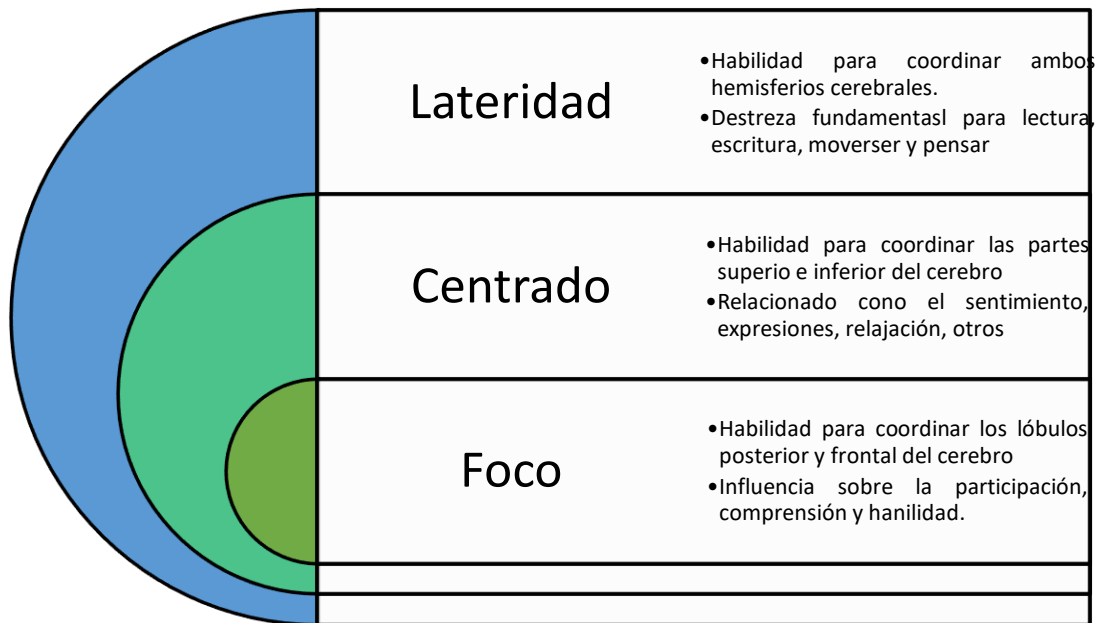 Lateridad
•Habilidad para coordinar ambos
hemisferios cerebrales.
•Destreza fundamentasl para lectura,
escritura, moverser y pensar
Centrado
•Habilidad para coordinar las partes
superio e inferior del cerebro
•Relacionado cono el sentimiento,
expresiones, relajación, otros
Foco
•Habilidad para coordinar los lóbulos
posterior y frontal del cerebro
•Influencia sobre la participación,
comprensión y hanilidad.